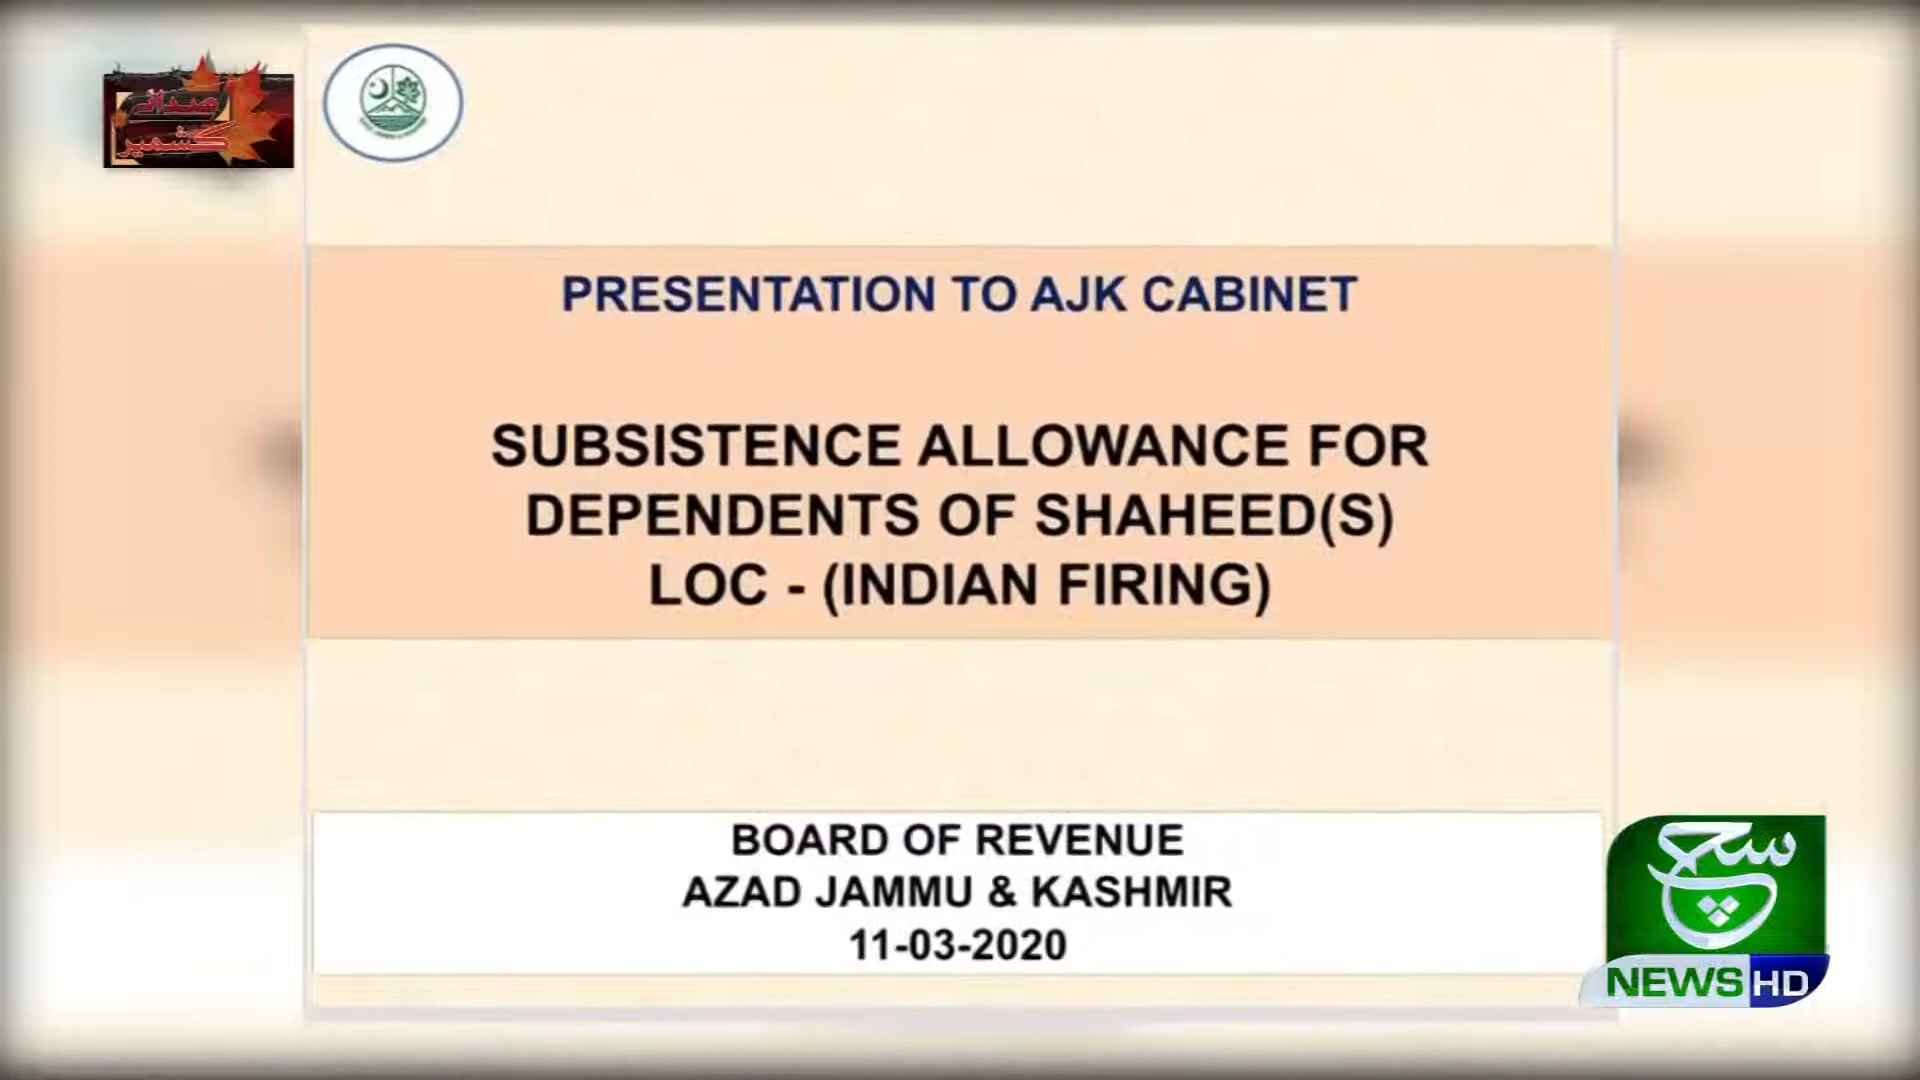 صدائے
کشمیر
PRESENTATION TO AJK CABINET
SUBSISTENCE ALLOWANCE FOR
DEPENDENTS OF SHAHEED(S)
LOC - (INDIAN FIRING)
BOARD OF REVENUE
AZAD JAMMU & KASHMIR
11-03-2020
سچ
NEWS HD